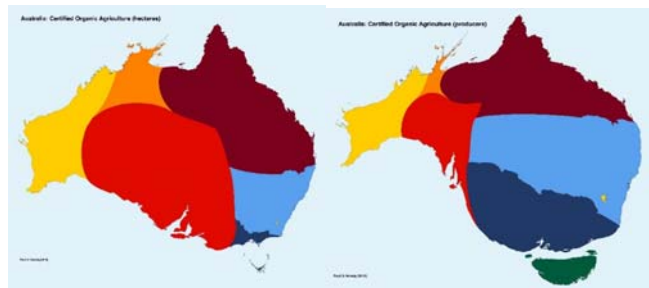 Australia: Certified Organic Agriculture (hectares)
Australia: Certified Organic Agriculture (producers)